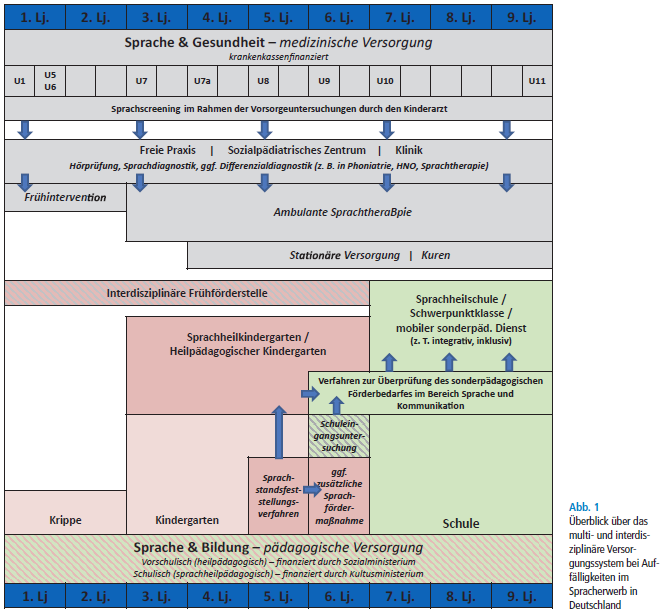 1. Lj. 2. Lj. 3. Lj. 4. Lj. 5. Lj. 6. Lj. 7. Lj. 8. Lj. 9. Lj.
Sprache & Gesundheit – medizinische Versorgung
krankenkassenfinanziert
U1 U5 U7 U7a U8 U9 U10 U11
U6
Sprachscreening im Rahmen der Vorsorgeuntersuchungen durch den Kinderarzt
Freie Praxis | Sozialpädiatrisches Zentrum | Klinik
Hörprüfung, Sprachdiagnostik, ggf. Differenzialdiagnostik (z. B. in Phoniatrie, HNO, Sprachtherapie)
Frühintervention
Ambulante SprachtheraBpie
Stationäre Versorgung | Kuren
Interdisziplinäre Frühförderstelle
Sprachheilschule /
Schwerpunktklasse /
mobiler sonderpäd. Dienst
(z. T. integrativ, inklusiv)
Sprachheilkindergarten /
Heilpädagogischer Kindergarten
Verfahren zur Überprüfung des sonderpädagogischen
Förderbedarfes im Bereich Sprache und
Kommunikation
Schulein-
gangsunter-
suchung
Sprach-
standsfest-
stellungs-
verfahren
ggf.
zusätzliche
Sprach-
förder-
maßnahme
Krippe
Kindergarten
Schule
Sprache & Bildung – pädagogische Versorgung
Vorschulisch (heilpädagogisch) – finanziert durch Sozialministerium
Schulisch (sprachheilpädagogisch) – finanziert durch Kultusministerium
1. Lj 2. Lj. 3. Lj. 4. Lj. 5. Lj. 6. Lj. 7. Lj. 8. Lj. 9. Lj.
Abb. 1
Überblick über das
multi- und interdis-
ziplinäre Versor-
gungssystem bei Auf-
fälligkeiten im
Spracherwerb in
Deutschland